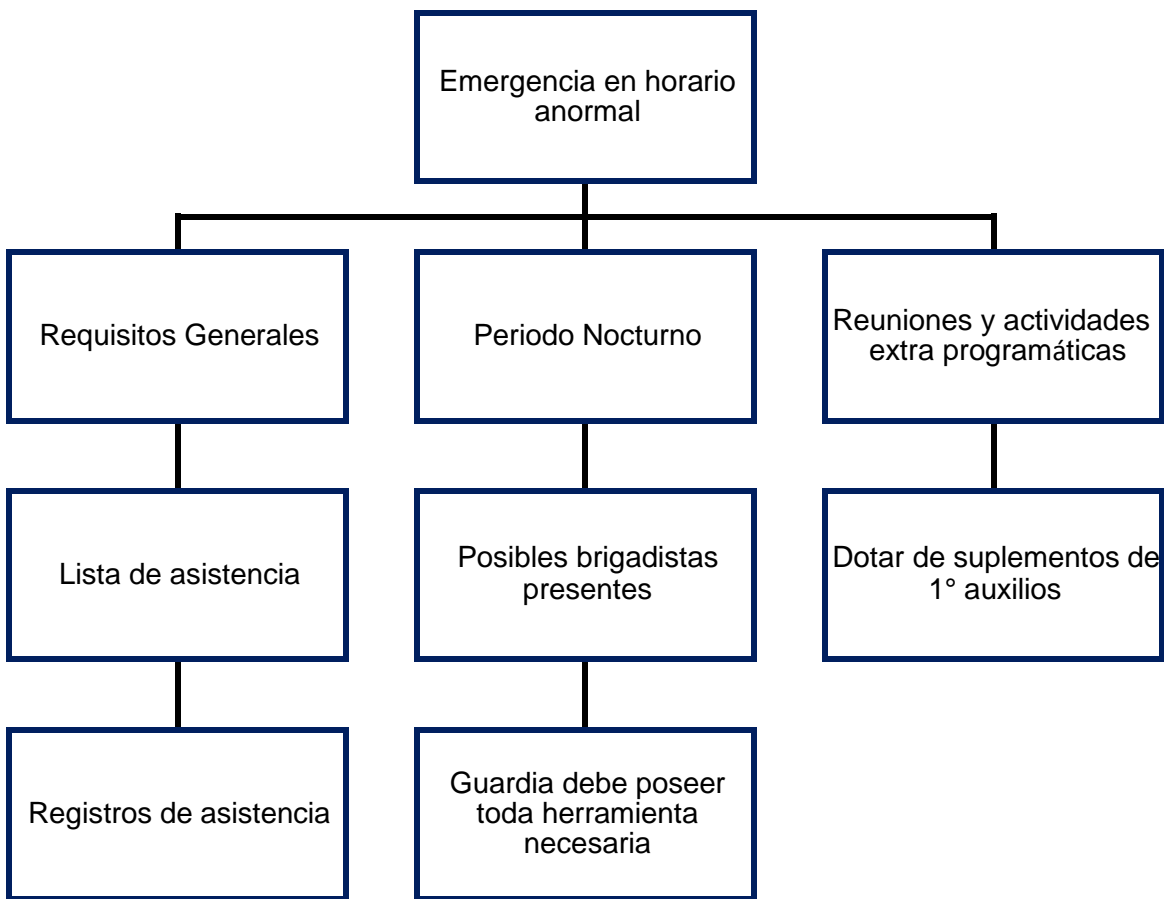 Emergencia en horario
anormal
Requisitos Generales
Periodo Nocturno
Reuniones y actividades
extra programáticas
Lista de asistencia
Posibles brigadistas
presentes
Dotar de suplementos de
1° auxilios
Registros de asistencia
Guardia debe poseer
toda herramienta
necesaria